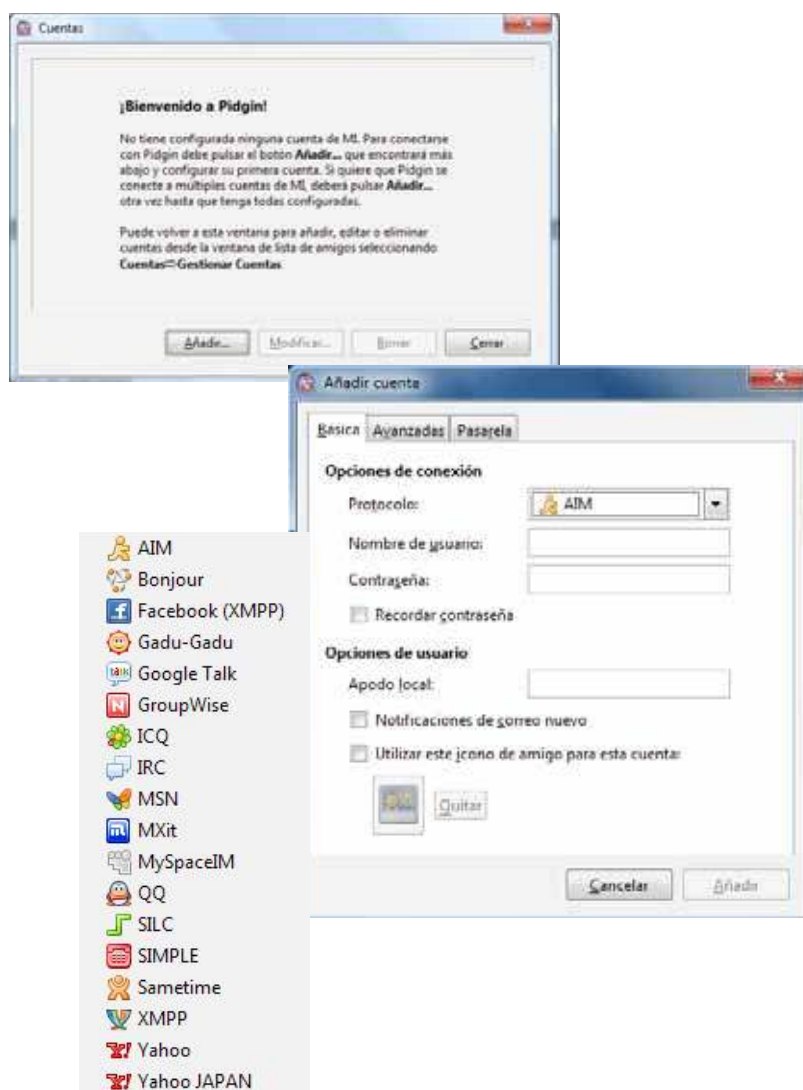 Cuentas
¡Bienvenido a Pidgin!
No tiene configurada ninguna cuenta de MI. Para conectarse
con Pidgin debe pulsar el botón Añadir... que encontrará más
abajo y configurar su primera cuenta. Si quiere que Pidgin se
conecte a múltiples cuentas de MI, deberá pulsar Añadir...
otra vez hasta que tenga todas configuradas.
Puede volver a esta ventana para añadir, editar o eliminar
cuentas desde la ventana de lista de amigos seleccionando
Cuentas⇨Gestionar Cuentas
Añadir... Modificar... Borrar Cerrar
Añadir cuenta
Básica Avanzadas Pasarela
Opciones de conexión
Protocolo: AIM
Nombre de usuario:
Contraseña:
Recordar contraseña
Opciones de usuario
Apodo local:
Notificaciones de correo nuevo
Utilizar este icono de amigo para esta cuenta:
Quitar
Cancelar Añadir
AIM
Bonjour
Facebook (XMPP)
Gadu-Gadu
Google Talk
GroupWise
ICQ
IRC
MSN
MXit
MySpaceIM
QQ
SILC
SIMPLE
Sametime
XMPP
Yahoo
Yahoo JAPAN